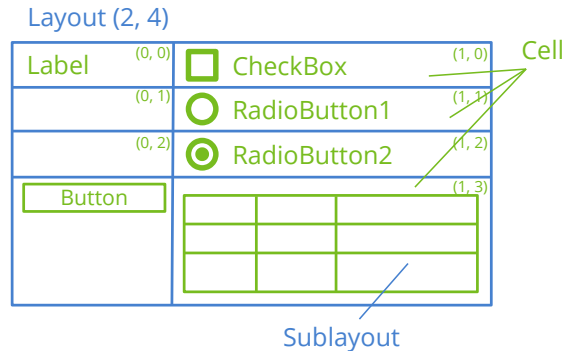 Layout (2, 4)
Label (0, 0) CheckBox (1, 0) Cell
(0, 1) RadioButton1 (1, 1)
(0, 2) RadioButton2 (1, 2)
Button (1, 3)
Sublayout